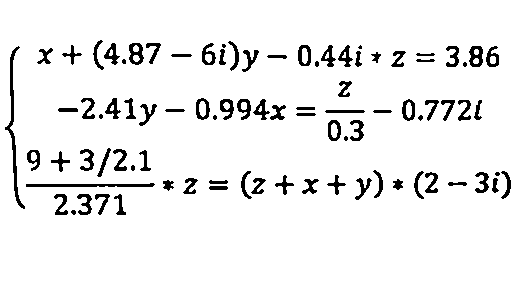 x + (4.87 − 6i)y − 0.44i * z = 3.86
−2.41y − 0.994x = z/0.3 − 0.772i
(9 + 3/2.1)/2.371 * z = (z + x + y) * (2 − 3i)